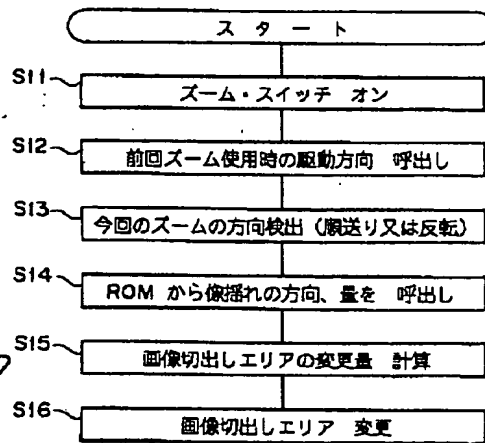 スタート
S11 ズーム・スイッチ オン
S12 前回ズーム使用時の駆動方向 呼出し
S13 今回のズームの方向検出（順送り又は反転）
S14 ROM から像揺れの方向、量を 呼出し
S15 画像切出しエリアの変更量 計算
S16 画像切出しエリア 変更